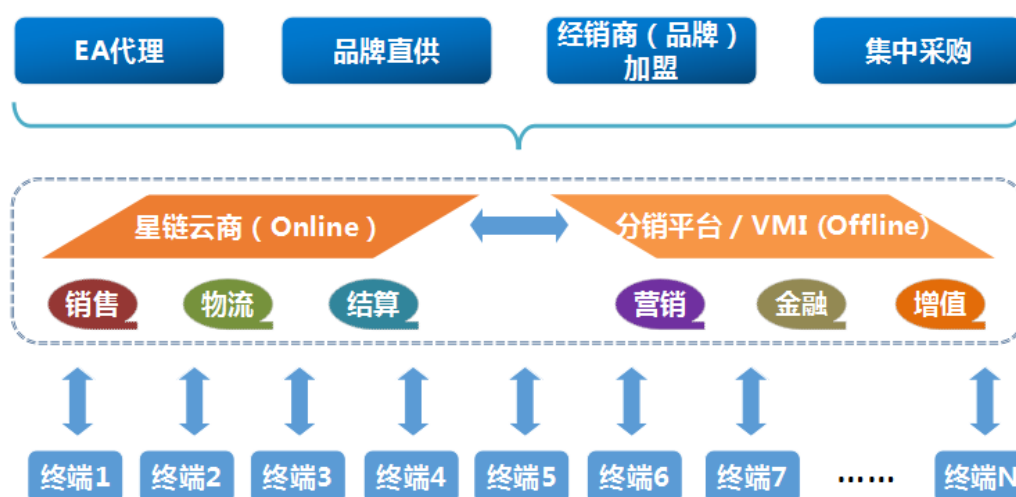 EA代理
品牌直供
经销商（品牌）
加盟
集中采购
星链云商（Online）
分销平台 / VMI (Offline)
销售
物流
结算
营销
金融
增值
终端1
终端2
终端3
终端4
终端5
终端6
终端7
……
终端N